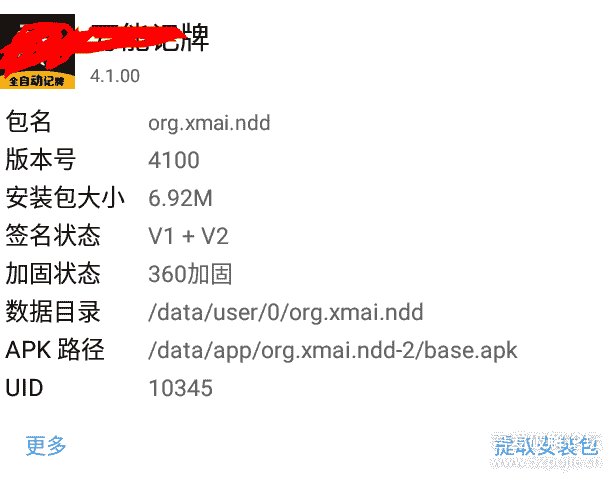 能记牌
全自动记牌
4.1.00
包名 org.xmai.ndd
版本号 4100
安装包大小 6.92M
签名状态 V1 + V2
加固状态 360加固
数据目录 /data/user/0/org.xmai.ndd
APK 路径 /data/app/org.xmai.ndd-2/base.apk
UID 10345
更多 提取安装包